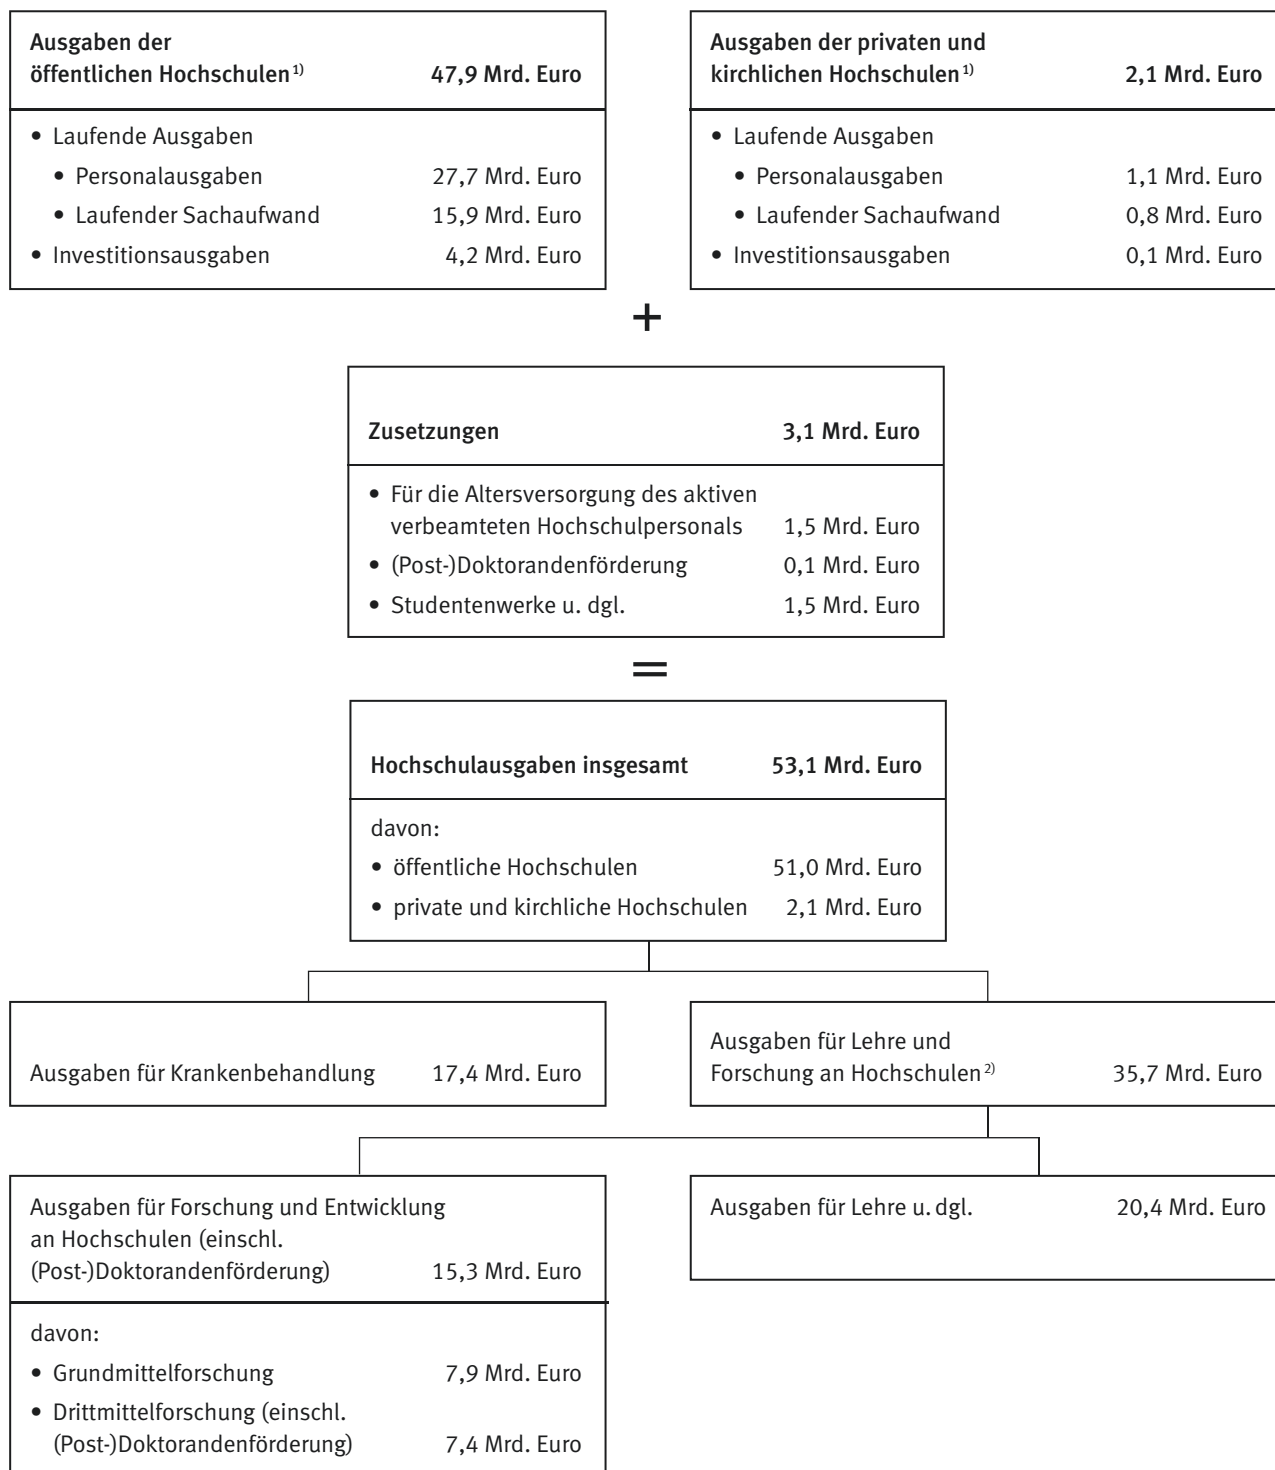 Ausgaben der
öffentlichen Hochschulen 1) 47,9 Mrd. Euro
• Laufende Ausgaben
• Personalausgaben 27,7 Mrd. Euro
• Laufender Sachaufwand 15,9 Mrd. Euro
• Investitionsausgaben 4,2 Mrd. Euro
Ausgaben der privaten und
kirchlichen Hochschulen 1) 2,1 Mrd. Euro
• Laufende Ausgaben
• Personalausgaben 1,1 Mrd. Euro
• Laufender Sachaufwand 0,8 Mrd. Euro
• Investitionsausgaben 0,1 Mrd. Euro
+
Zusetzungen 3,1 Mrd. Euro
• Für die Altersversorgung des aktiven
verbeamteten Hochschulpersonals 1,5 Mrd. Euro
• (Post-)Doktorandenförderung 0,1 Mrd. Euro
• Studentenwerke u. dgl. 1,5 Mrd. Euro
=
Hochschulausgaben insgesamt 53,1 Mrd. Euro
davon:
• öffentliche Hochschulen 51,0 Mrd. Euro
• private und kirchliche Hochschulen 2,1 Mrd. Euro
Ausgaben für Krankenbehandlung 17,4 Mrd. Euro
Ausgaben für Lehre und
Forschung an Hochschulen 2) 35,7 Mrd. Euro
Ausgaben für Forschung und Entwicklung
an Hochschulen (einschl.
(Post-)Doktorandenförderung) 15,3 Mrd. Euro
davon:
• Grundmittelforschung 7,9 Mrd. Euro
• Drittmittelforschung (einschl.
(Post-)Doktorandenförderung) 7,4 Mrd. Euro
Ausgaben für Lehre u. dgl. 20,4 Mrd. Euro